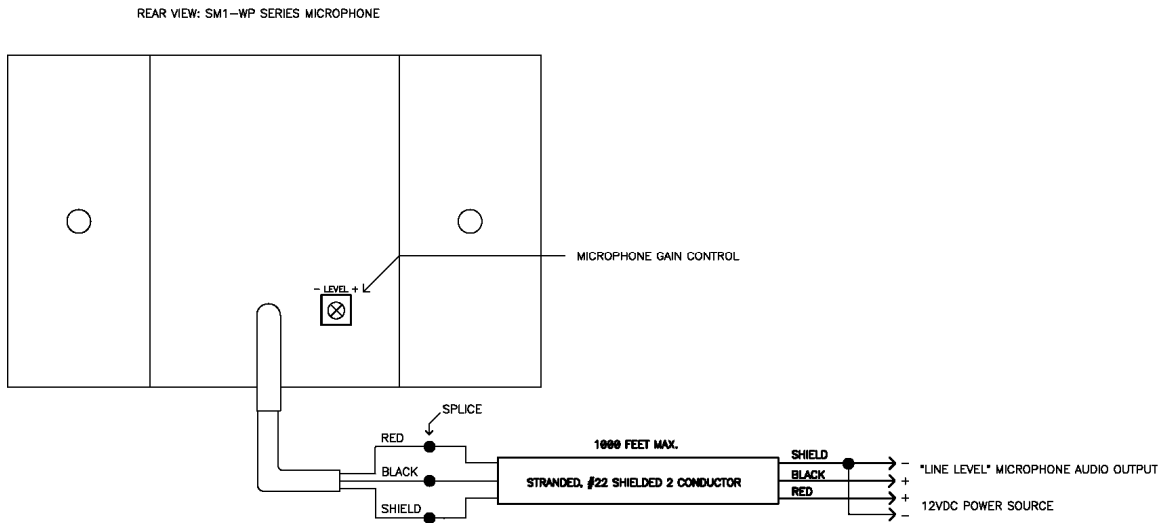 REAR VIEW: SM1-WP SERIES MICROPHONE
MICROPHONE GAIN CONTROL
- LEVEL +
SPLICE
RED
BLACK
SHIELD
1000 FEET MAX.
STRANDED, #22 SHIELDED 2 CONDUCTOR
SHIELD
BLACK
RED
- "LINE LEVEL" MICROPHONE AUDIO OUTPUT
+
+ 12VDC POWER SOURCE
-